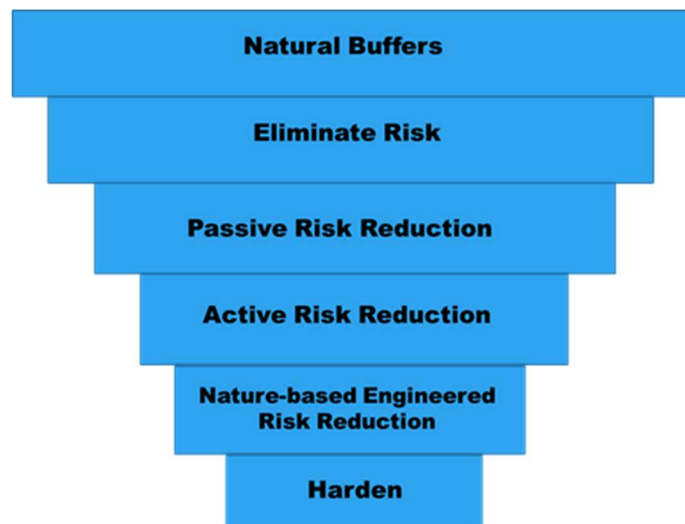 Natural Buffers
Eliminate Risk
Passive Risk Reduction
Active Risk Reduction
Nature-based Engineered
Risk Reduction
Harden